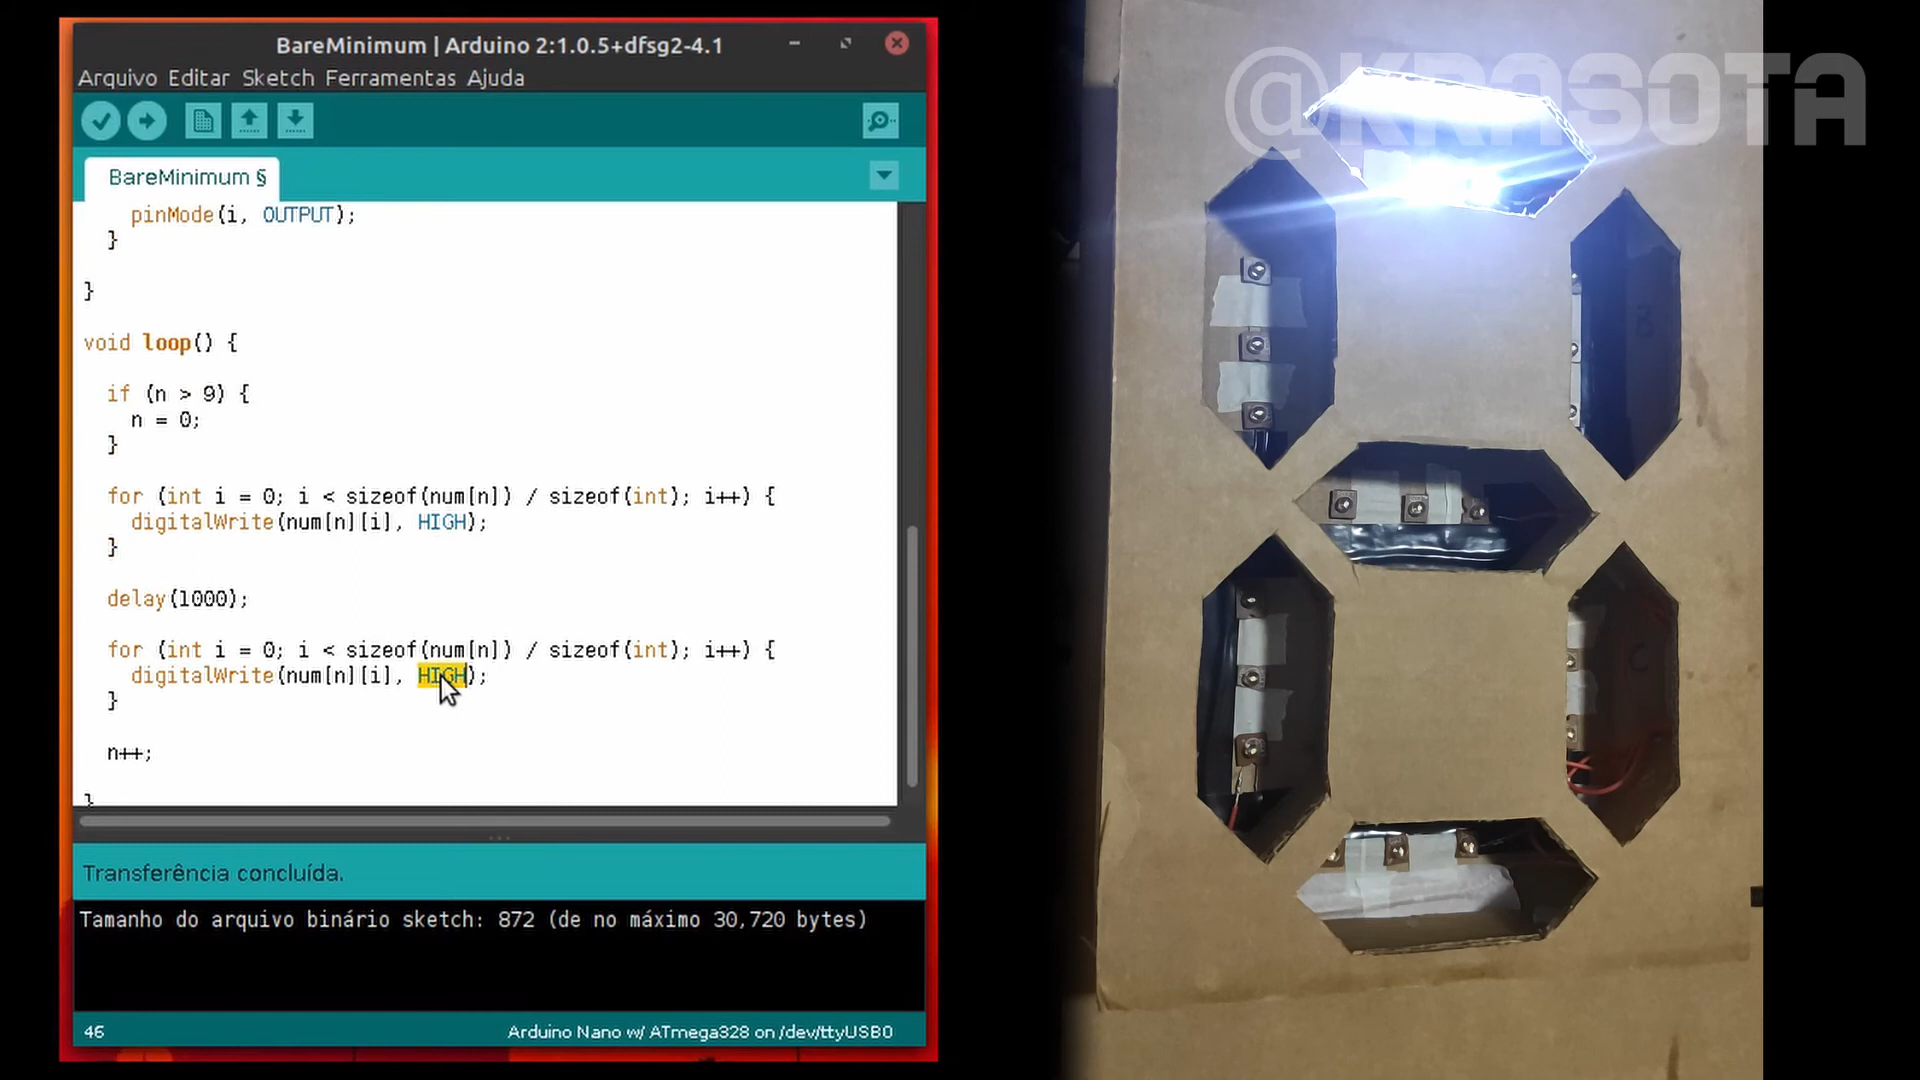 BareMinimum | Arduino 2:1.0.5+dfsg2-4.1
Arquivo Editar Sketch Ferramentas Ajuda
BareMinimum §
pinMode(i, OUTPUT);
}
}
void loop() {
if (n > 9) {
n = 0;
}
for (int i = 0; i < sizeof(num[n]) / sizeof(int); i++) {
digitalWrite(num[n][i], HIGH);
}
delay(1000);
for (int i = 0; i < sizeof(num[n]) / sizeof(int); i++) {
digitalWrite(num[n][i], HIGH);
}
n++;
}
Transferência concluída.
Tamanho do arquivo binário sketch: 872 (de no máximo 30,720 bytes)
46
Arduino Nano w/ ATmega328 on /dev/ttyUSB0
@KRASOTA
B
C